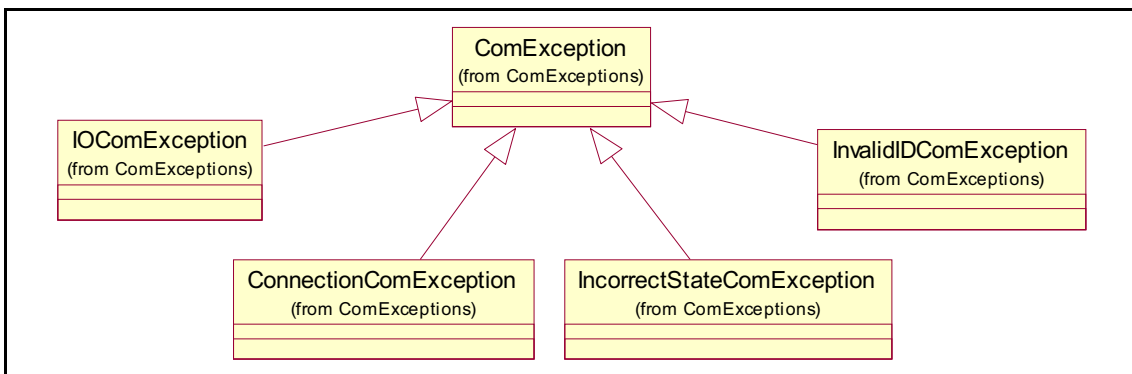 ComException
(from ComExceptions)
IOComException
(from ComExceptions)
InvalidIDComException
(from ComExceptions)
ConnectionComException
(from ComExceptions)
IncorrectStateComException
(from ComExceptions)